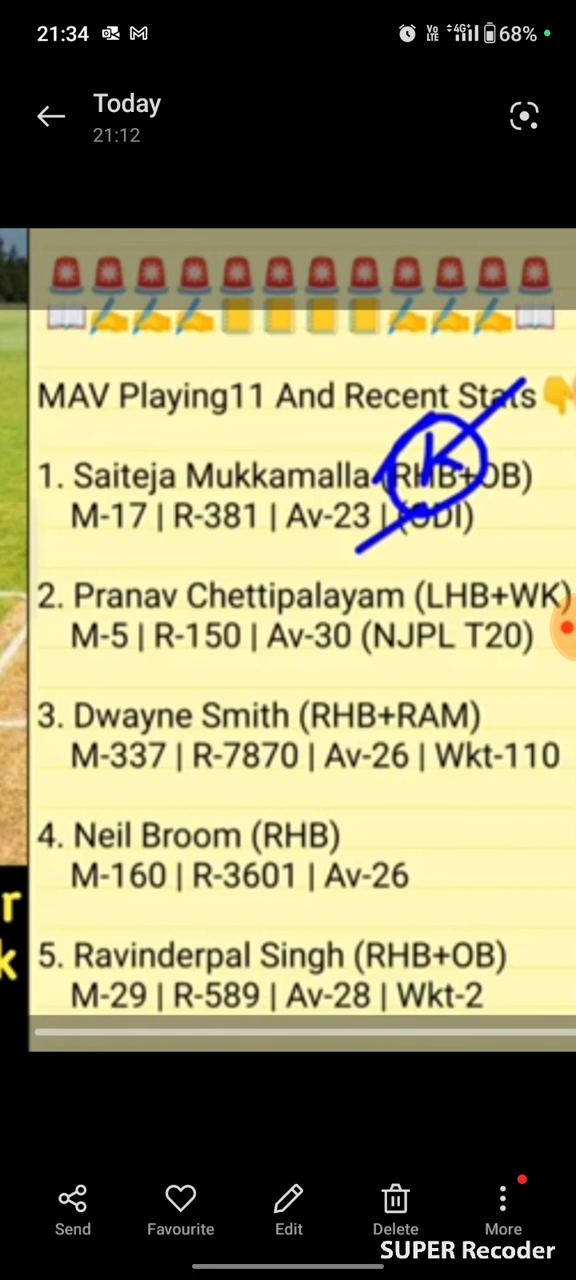 21:34 Vo LTE 4G+ 68%
Today
21:12
MAV Playing11 And Recent Stats
K
1. Saiteja Mukkamalla (RHB+OB)
M-17 | R-381 | Av-23 | (ODI)
2. Pranav Chettipalayam (LHB+WK)
M-5 | R-150 | Av-30 (NJPL T20)
3. Dwayne Smith (RHB+RAM)
M-337 | R-7870 | Av-26 | Wkt-110
4. Neil Broom (RHB)
M-160 | R-3601 | Av-26
r
k
5. Ravinderpal Singh (RHB+OB)
M-29 | R-589 | Av-28 | Wkt-2
Send Favourite Edit Delete More
SUPER Recoder